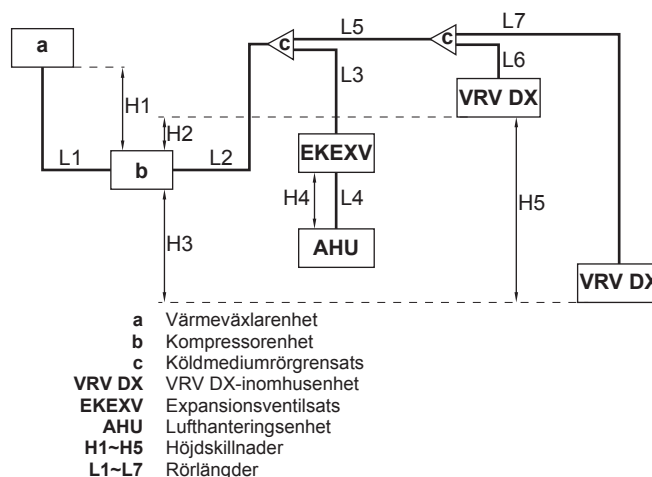 a
L5
L7
c
c
L3
L6
H1
VRV DX
H2
L1
b
L2
EKEXV
H4
L4
H5
H3
AHU
VRV DX
a Värmeväxlarenhet
b Kompressorenhet
c Köldmediumrörgrensats
VRV DX VRV DX-inomhusenhet
EKEXV Expansionsventilsats
AHU Lufthanteringsenhet
H1~H5 Höjdskillnader
L1~L7 Rörlängder